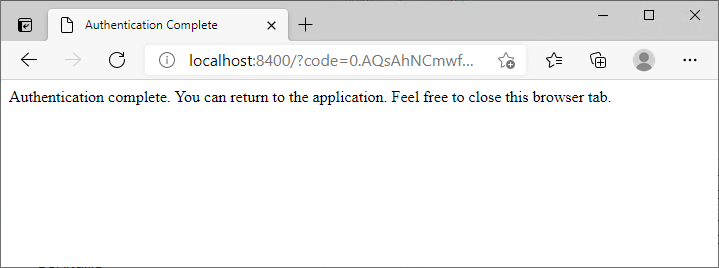 Authentication Complete
localhost:8400/?code=0.AQsAhNCmwf...
Authentication complete. You can return to the application. Feel free to close this browser tab.